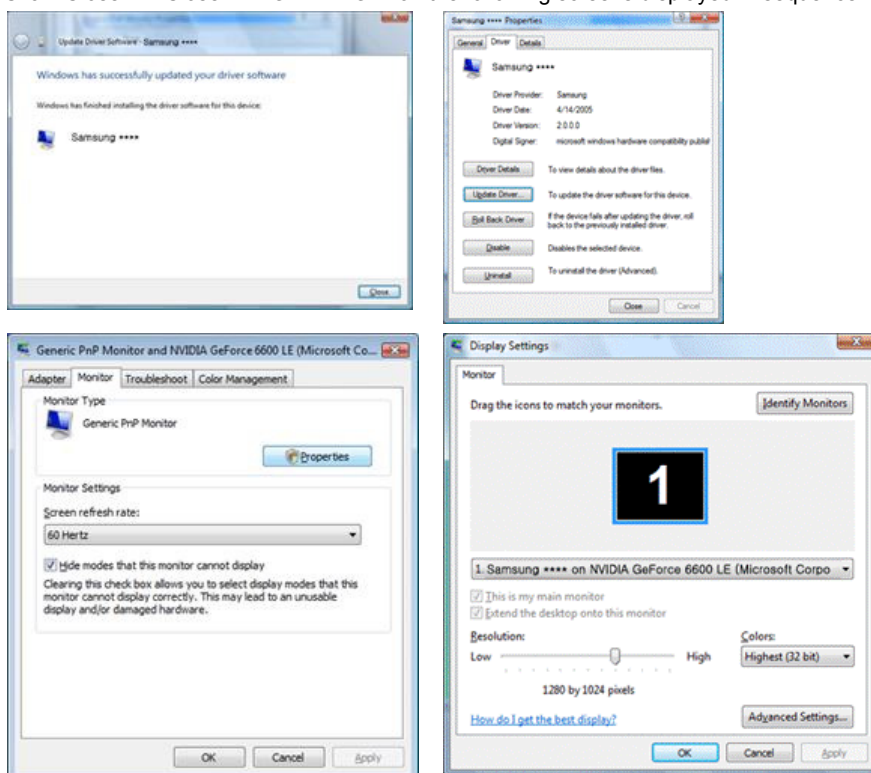 Update Driver Software - Samsung ****
Windows has successfully updated your driver software
Windows has finished installing the driver software for this device:
Samsung ****
Close
Samsung **** Properties
General Driver Details
Samsung ****
Driver Provider: Samsung
Driver Date: 4/14/2005
Driver Version: 2.0.0.0
Digital Signer: microsoft windows hardware compatibility publis
Driver Details To view details about the driver files.
Update Driver... To update the driver software for this device.
Roll Back Driver If the device fails after updating the driver, roll
back to the previously installed driver.
Disable Disables the selected device.
Uninstall To uninstall the driver (Advanced).
Close Cancel
Generic PnP Monitor and NVIDIA GeForce 6600 LE (Microsoft Co...
Adapter Monitor Troubleshoot Color Management
Monitor Type
Generic PnP Monitor
Properties
Monitor Settings
Screen refresh rate:
60 Hertz
Hide modes that this monitor cannot display
Clearing this check box allows you to select display modes that this
monitor cannot display correctly. This may lead to an unusable
display and/or damaged hardware.
OK Cancel Apply
Display Settings
Monitor
Drag the icons to match your monitors.
Identify Monitors
1
1. Samsung **** on NVIDIA GeForce 6600 LE (Microsoft Corpo
This is my main monitor
Extend the desktop onto this monitor
Resolution: Colors:
Low High Highest (32 bit)
1280 by 1024 pixels
How do I get the best display? Advanced Settings...
OK Cancel Apply